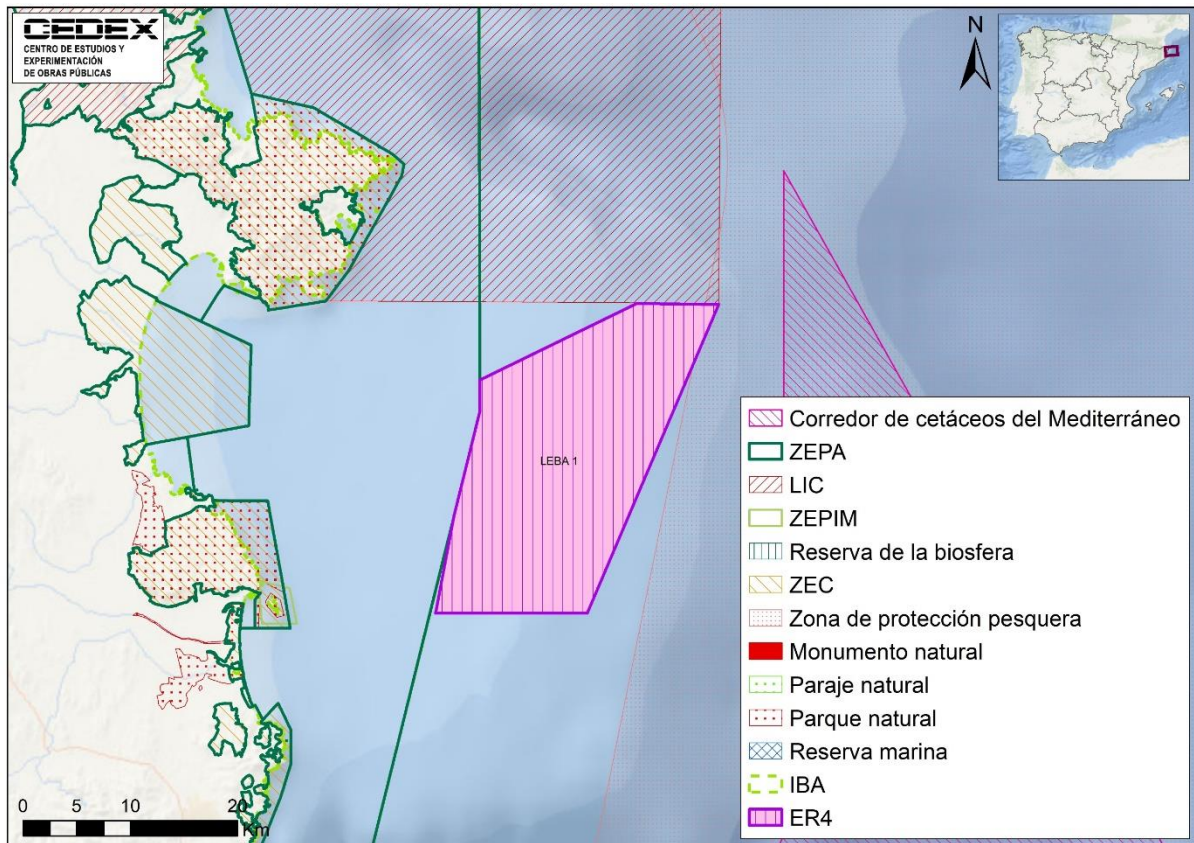 CEDEX
CENTRO DE ESTUDIOS Y
EXPERIMENTACIÓN
DE OBRAS PÚBLICAS
N
LEBA 1
Corredor de cetáceos del Mediterráneo
ZEPA
LIC
ZEPIM
Reserva de la biosfera
ZEC
Zona de protección pesquera
Monumento natural
Paraje natural
Parque natural
Reserva marina
IBA
ER4
0 5 10 20
Km